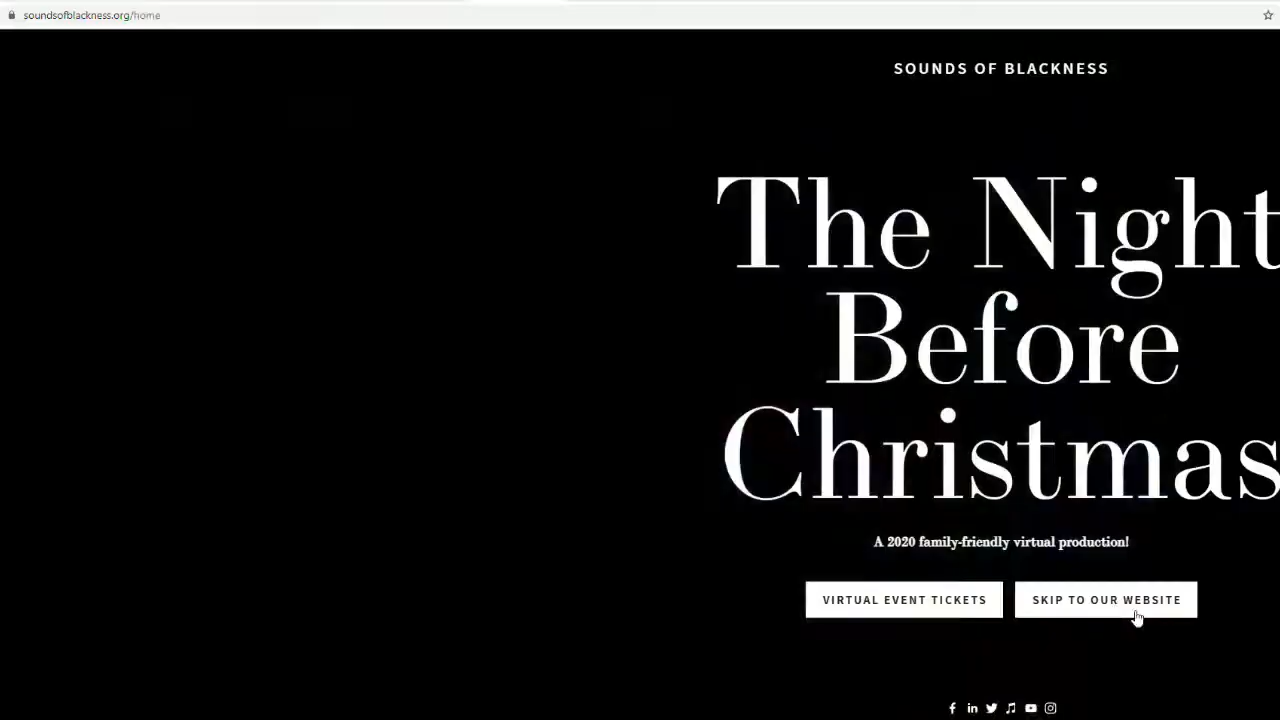 soundsofblackness.org/home
SOUNDS OF BLACKNESS
The Night
Before
Christmas
A 2020 family-friendly virtual production!
VIRTUAL EVENT TICKETS
SKIP TO OUR WEBSITE